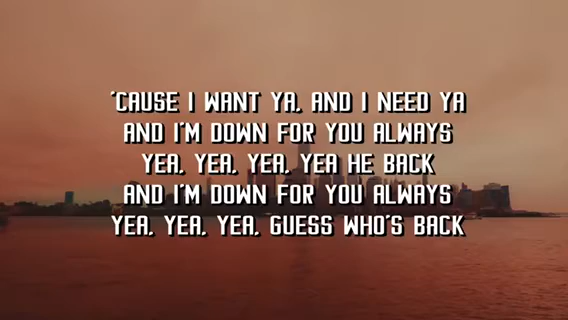 'CAUSE I WANT YA, AND I NEED YA
AND I'M DOWN FOR YOU ALWAYS
YEA, YEA, YEA, YEA HE BACK
AND I'M DOWN FOR YOU ALWAYS
YEA, YEA, YEA, GUESS WHO'S BACK